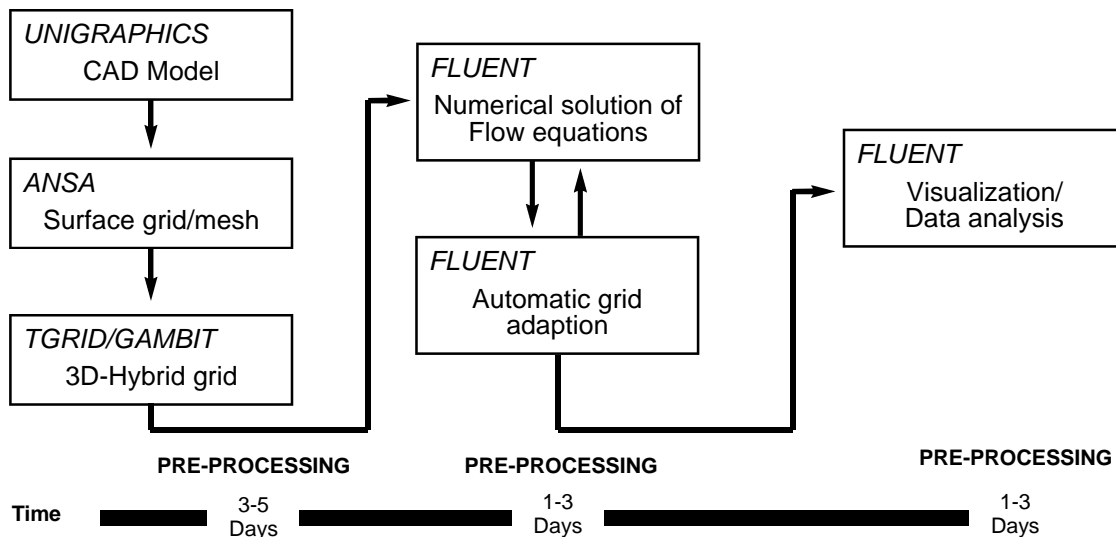 UNIGRAPHICS
CAD Model
ANSA
Surface grid/mesh
TGRID/GAMBIT
3D-Hybrid grid
FLUENT
Numerical solution of
Flow equations
FLUENT
Automatic grid
adaption
FLUENT
Visualization/
Data analysis
PRE-PROCESSING
PRE-PROCESSING
PRE-PROCESSING
Time
3-5
Days
1-3
Days
1-3
Days